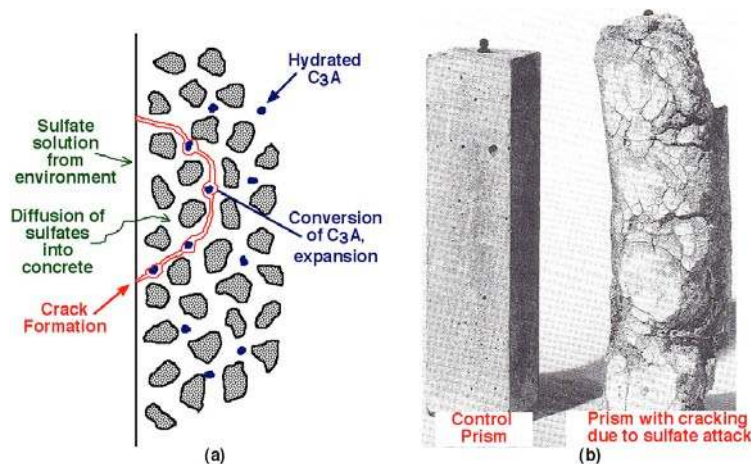 Hydrated
C3A
Sulfate
solution
from
environment
Diffusion of
sulfates
into
concrete
Conversion
of C3A,
expansion
Crack
Formation
(a)
Control
Prism
Prism with cracking
due to sulfate attack
(b)